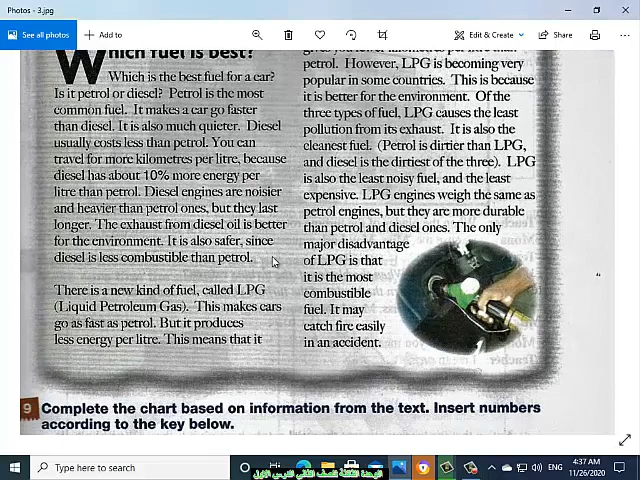 Photos - 3.jpg
See all photos
Add to
Edit & Create
Share
Which fuel is best?
Which is the best fuel for a car?
Is it petrol or diesel? Petrol is the most
common fuel. It makes a car go faster
than diesel. It is also much quieter. Diesel
usually costs less than petrol. You can
travel for more kilometres per litre, because
diesel has about 10% more energy per
litre than petrol. Diesel engines are noisier
and heavier than petrol ones, but they last
longer. The exhaust from diesel oil is better
for the environment. It is also safer, since
diesel is less combustible than petrol.
There is a new kind of fuel, called LPG
(Liquid Petroleum Gas). This makes cars
go as fast as petrol. But it produces
less energy per litre. This means that it
petrol. However, LPG is becoming very
popular in some countries. This is because
it is better for the environment. Of the
three types of fuel, LPG causes the least
pollution from its exhaust. It is also the
cleanest fuel. (Petrol is dirtier than LPG,
and diesel is the dirtiest of the three). LPG
is also the least noisy fuel, and the least
expensive. LPG engines weigh the same as
petrol engines, but they are more durable
than petrol and diesel ones. The only
major disadvantage
of LPG is that
it is the most
combustible
fuel. It may
catch fire easily
in an accident.
9 Complete the chart based on information from the text. Insert numbers
according to the key below.
Type here to search
4:37 AM
11/26/2020